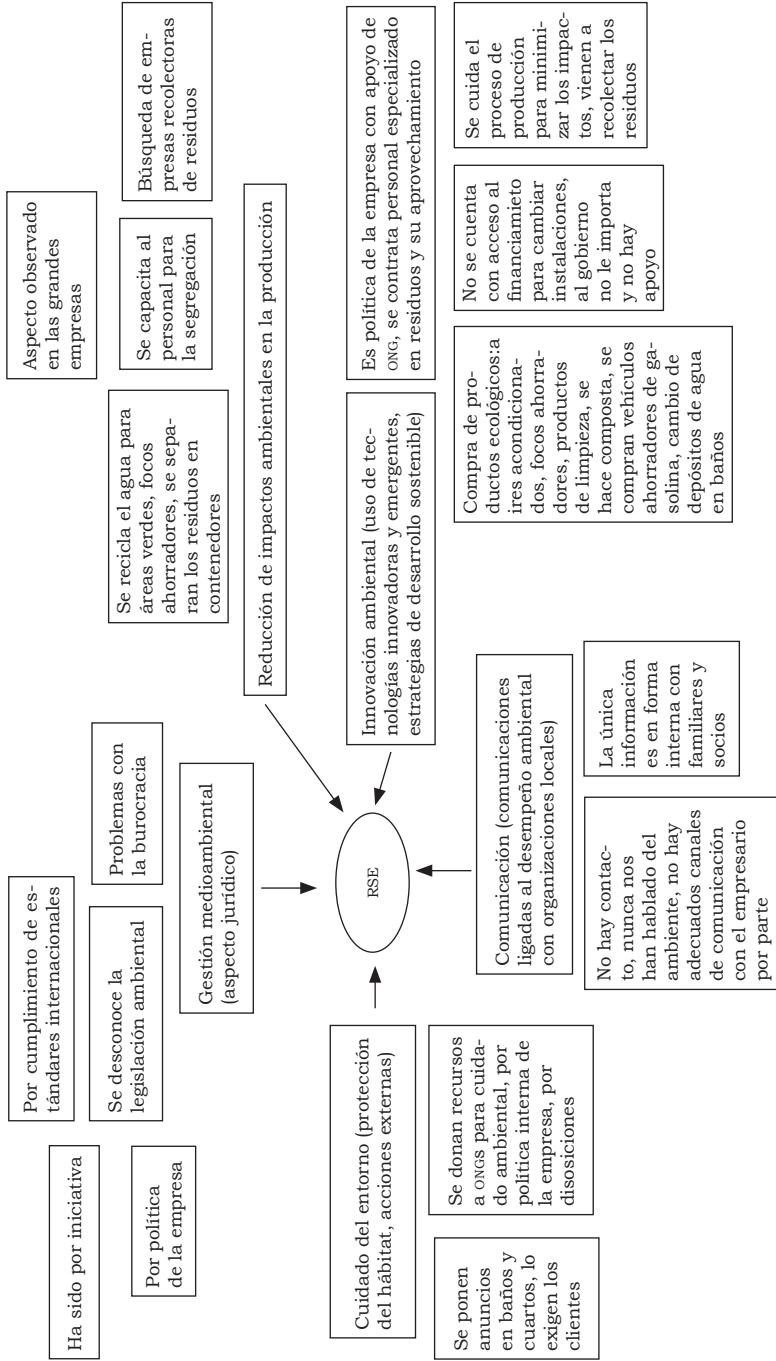 Ha sido por iniciativa
Por política
de la empresa
Por cumplimiento de es-
tándares internacionales
Se desconoce la
legislación ambiental
Problemas con
la burocracia
Gestión medioambiental
(aspecto jurídico)
Aspecto observado
en las grandes
empresas
Se recicla el agua para
áreas verdes, focos
ahorradores, se sepa-
ran los residuos en
contenedores
Se capacita al
personal para
la segregación
Búsqueda de em-
presas recolectoras
de residuos
Reducción de impactos ambientales en la producción
RSE
Cuidado del entorno (protección
del hábitat, acciones externas)
Se ponen
anuncios
en baños y
cuartos, lo
exigen los
clientes
Se donan recursos
a ONGs para cuida-
do ambiental, por
política interna de
la empresa, por
disosiciones
Comunicación (comunicaciones
ligadas al desempeño ambiental
con organizaciones locales)
No hay contac-
to, nunca nos
han hablado del
ambiente, no hay
adecuados canales
de comunicación
con el empresario
por parte
La única
información
es en forma
interna con
familiares y
socios
Innovación ambiental (uso de tec-
nologías innovadoras y emergentes,
estrategias de desarrollo sostenible)
Es política de la empresa con apoyo de
ONG, se contrata personal especializado
en residuos y su aprovechamiento
Compra de pro-
ductos ecológicos:a
ires acondiciona-
dos, focos ahorra-
dores, productos
de limpieza, se
hace composta, se
compran vehículos
ahorradores de ga-
solina, cambio de
depósitos de agua
en baños
No se cuenta
con acceso al
financiamieto
para cambiar
instalaciones,
al gobierno
no le importa
y no hay
apoyo
Se cuida el
proceso de
producción
para minimi-
zar los impac-
tos, vienen a
recolectar los
residuos